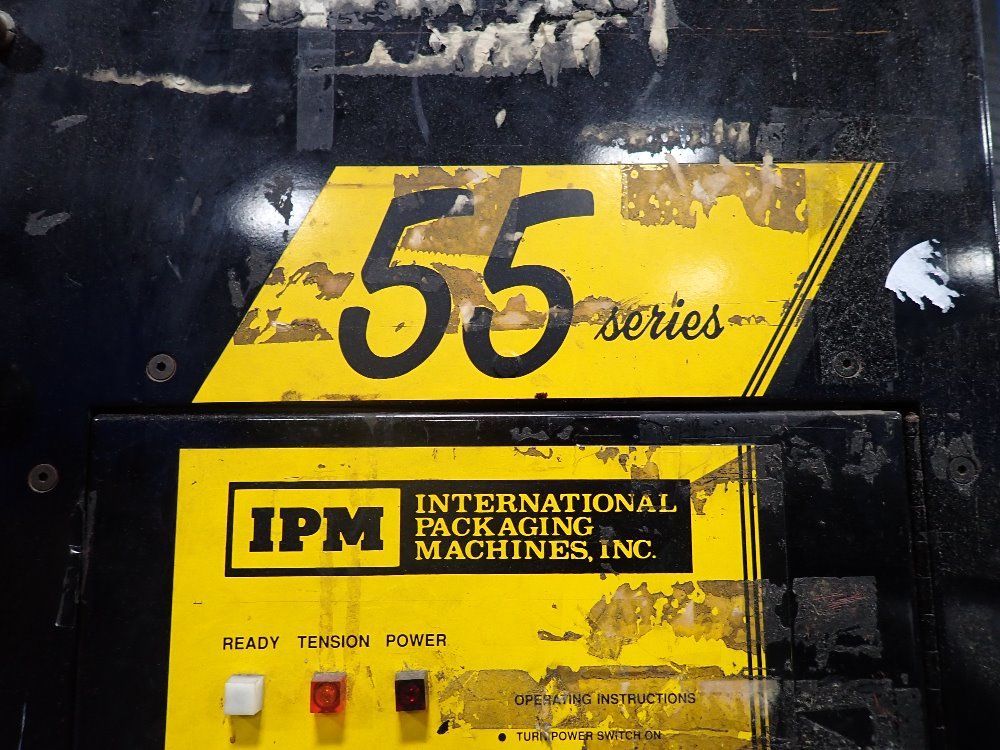 55 series
IPM
INTERNATIONAL
PACKAGING
MACHINES, INC.
READY TENSION POWER
OPERATING INSTRUCTIONS
● TURN POWER SWITCH ON